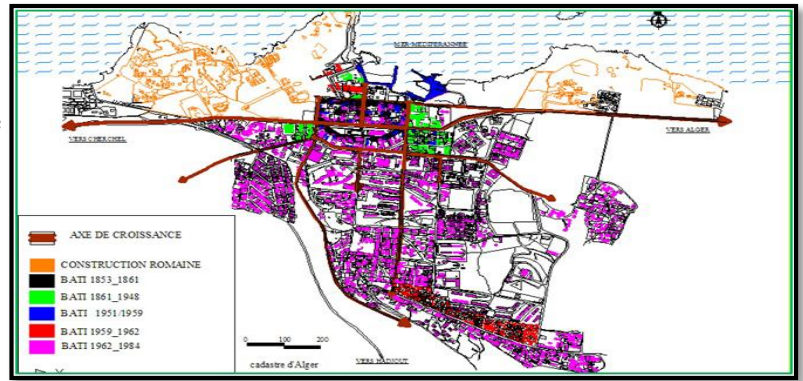 MER MEDITERANNEE
VERS CHERCHEL
VERS ALGER
AXE DE CROISSANCE
CONSTRUCTION ROMAINE
BATI 1853_1861
BATI 1861_1948
BATI 1951/1959
BATI 1959_1962
BATI 1962_1984
0 100 200
cadastre d'Alger
VERS HADJOUT